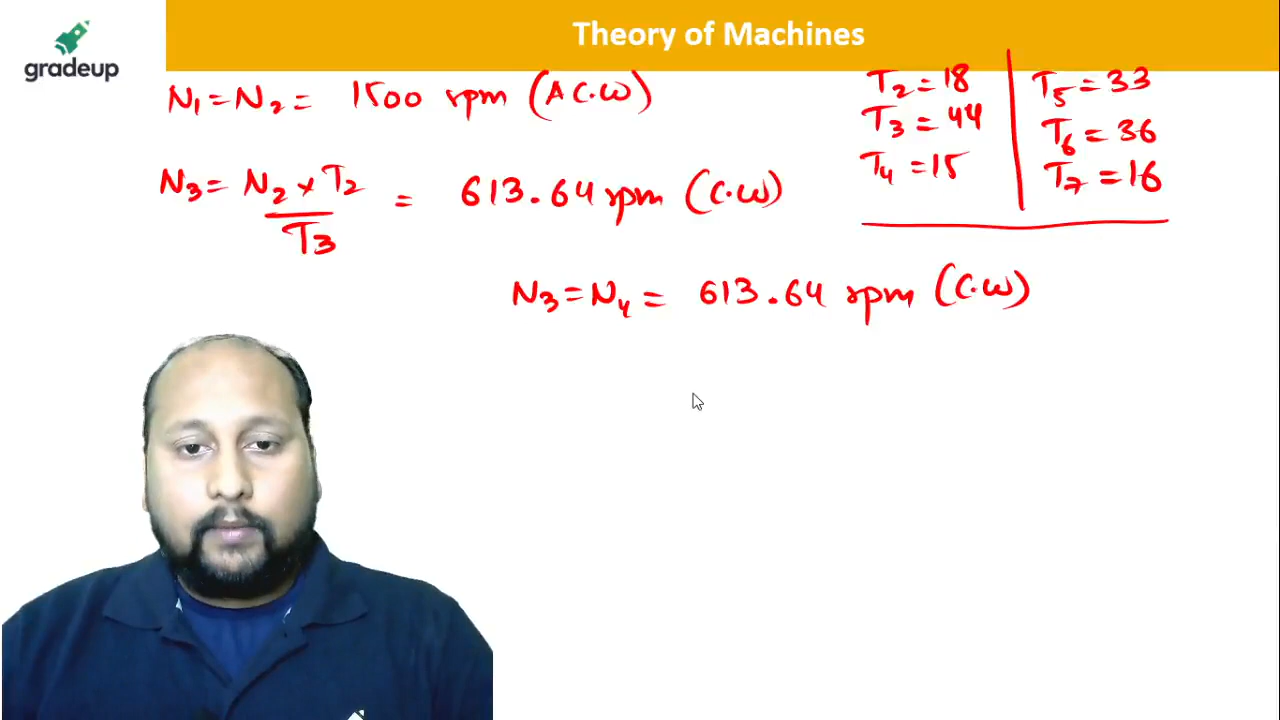 Theory of Machines
gradeup
N1 = N2 = 1500 rpm (A C.W)
T2 = 18
T3 = 44
T4 = 15
T5 = 33
T6 = 36
T7 = 16
N3 = N2 x T2 / T3 = 613.64 rpm (C.W)
N3 = N4 = 613.64 rpm (C.W)